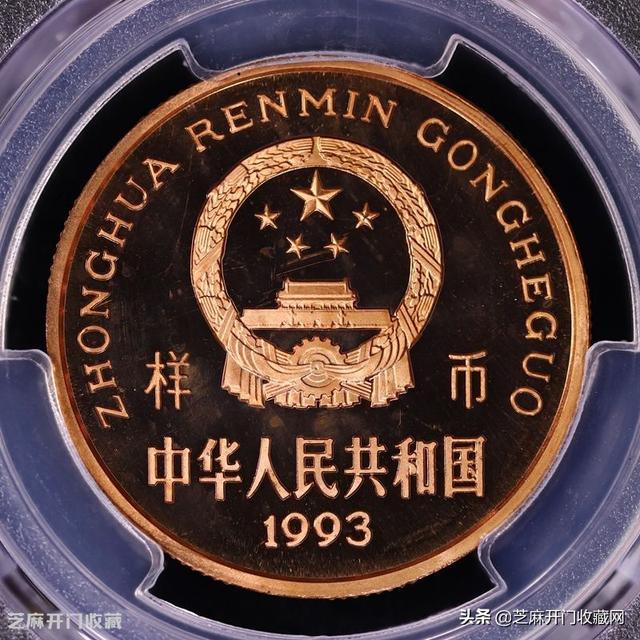 ZHONGHUA RENMIN GONGHEGUO
样 币
中华人民共和国
1993
芝麻开门收藏
头条 @芝麻开门收藏网